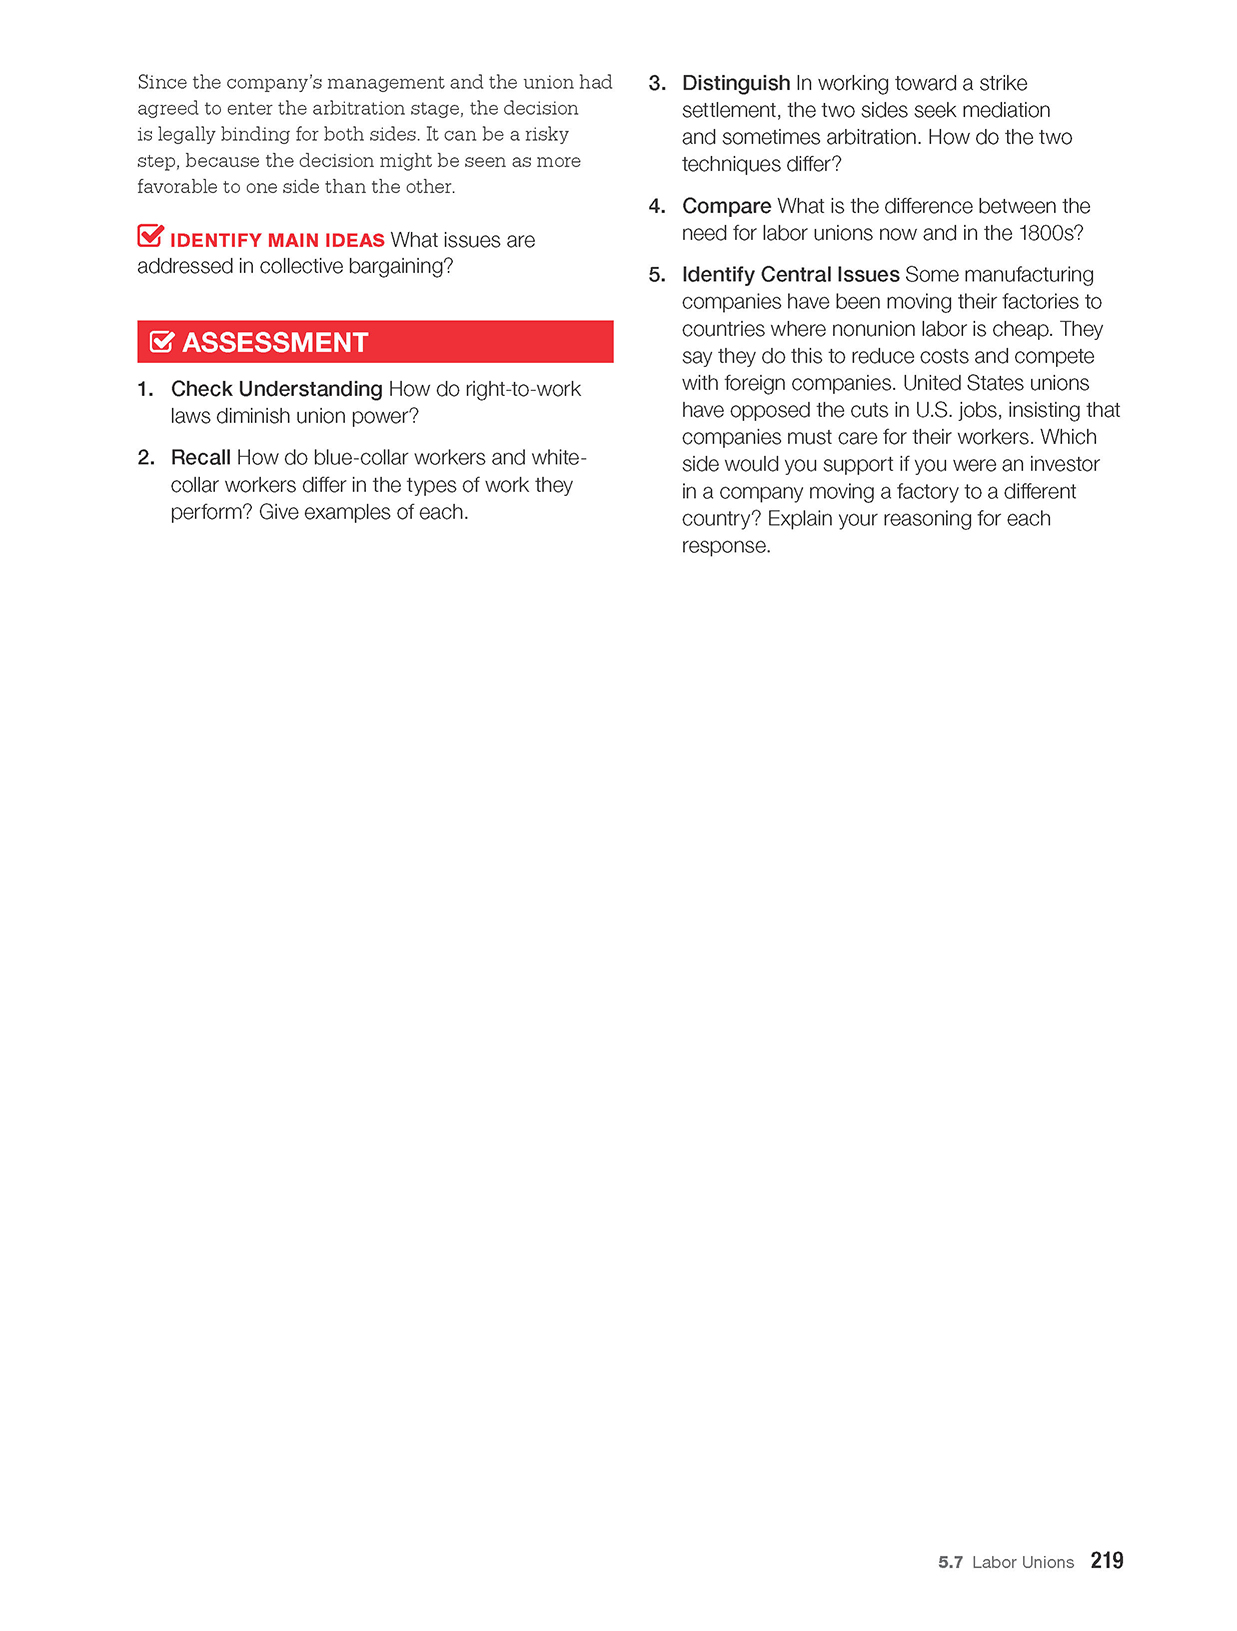 Since the company’s management and the union had
agreed to enter the arbitration stage, the decision
is legally binding for both sides. It can be a risky
step, because the decision might be seen as more
favorable to one side than the other.
IDENTIFY MAIN IDEAS What issues are
addressed in collective bargaining?
ASSESSMENT
1. Check Understanding How do right-to-work
laws diminish union power?
2. Recall How do blue-collar workers and white-
collar workers differ in the types of work they
perform? Give examples of each.
3. Distinguish In working toward a strike
settlement, the two sides seek mediation
and sometimes arbitration. How do the two
techniques differ?
4. Compare What is the difference between the
need for labor unions now and in the 1800s?
5. Identify Central Issues Some manufacturing
companies have been moving their factories to
countries where nonunion labor is cheap. They
say they do this to reduce costs and compete
with foreign companies. United States unions
have opposed the cuts in U.S. jobs, insisting that
companies must care for their workers. Which
side would you support if you were an investor
in a company moving a factory to a different
country? Explain your reasoning for each
response.
5.7 Labor Unions 219